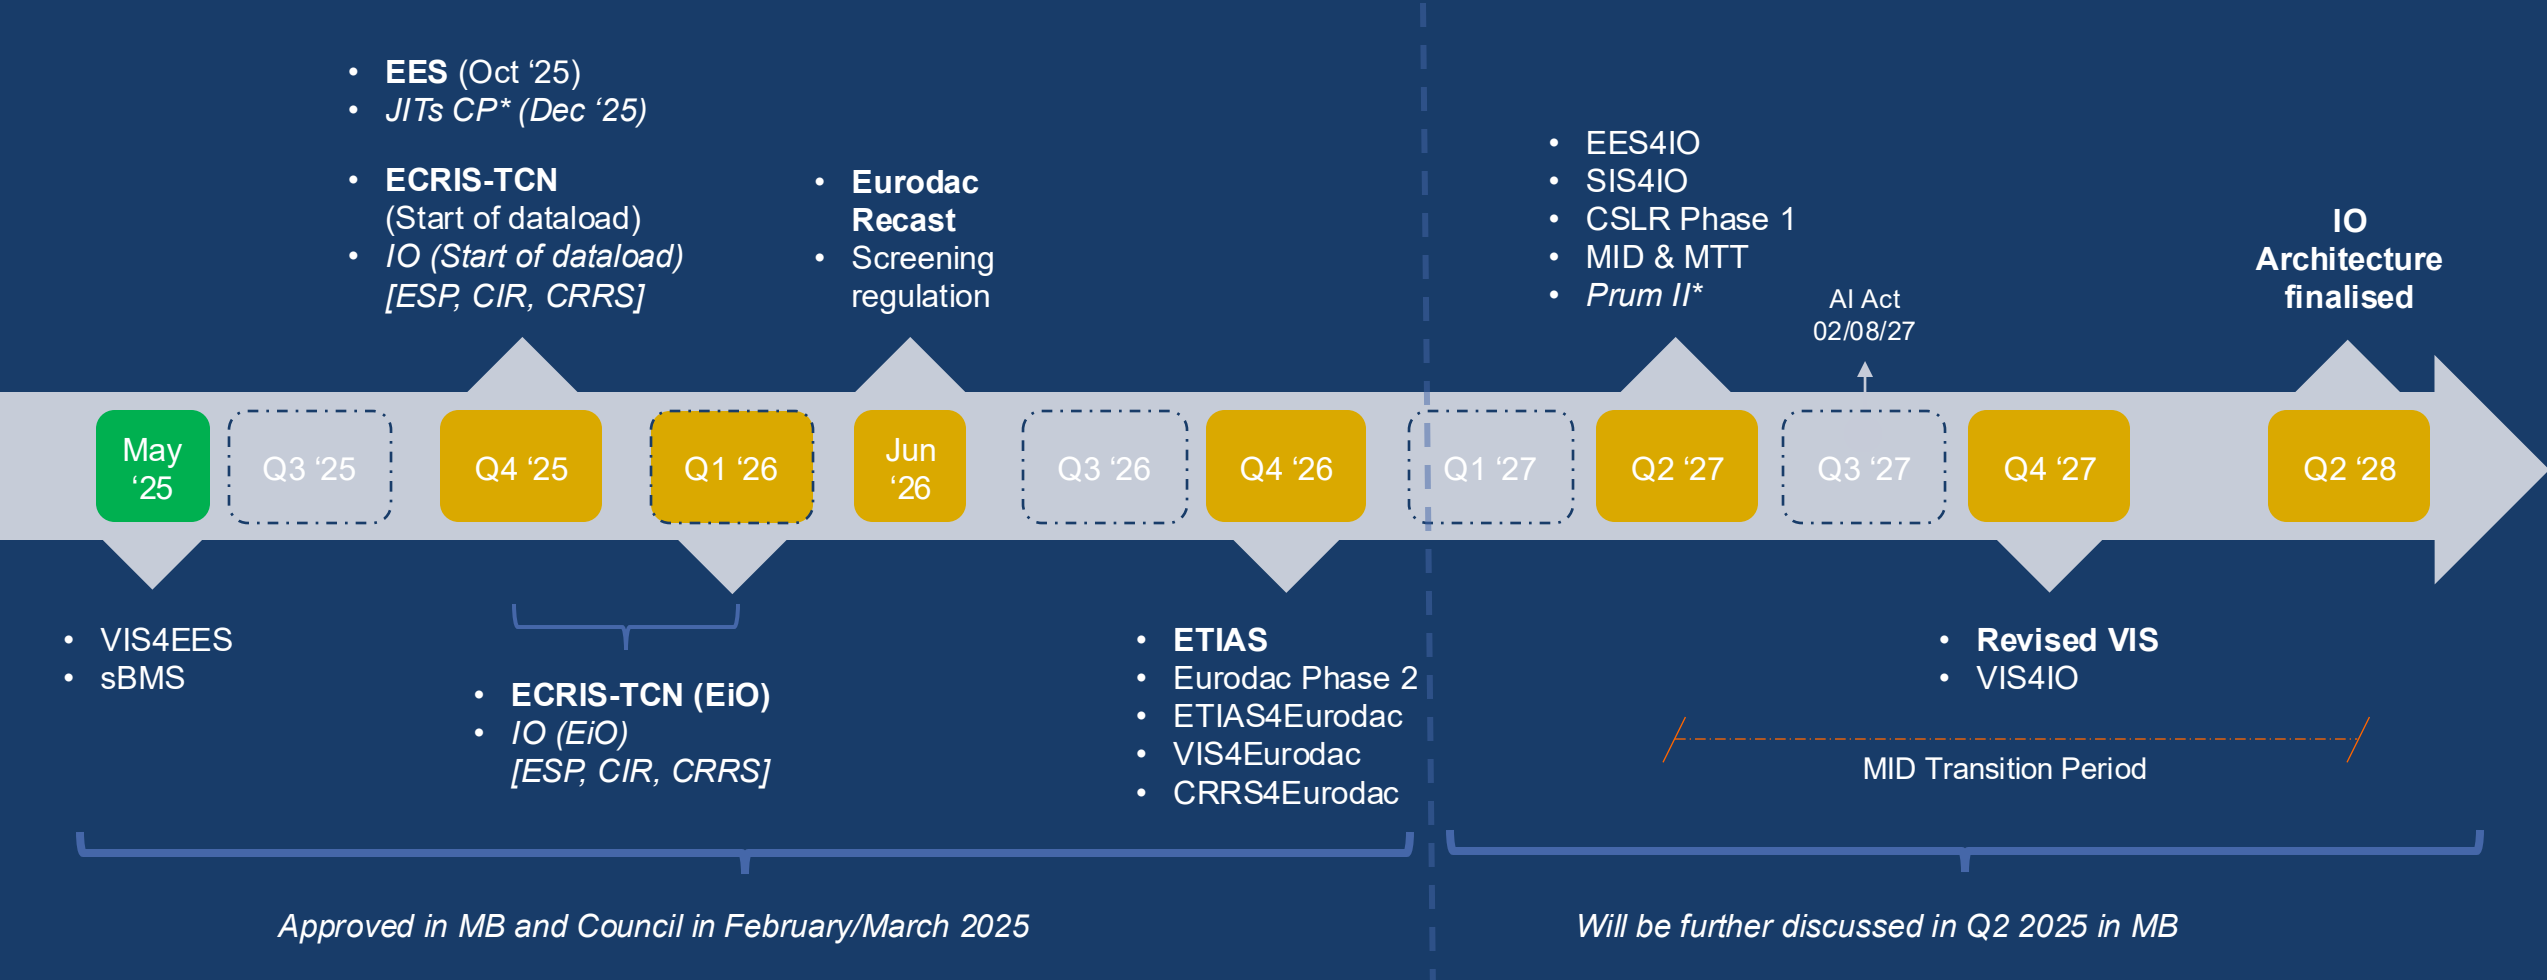 • EES (Oct ‘25)
• JITs CP* (Dec ‘25)
• ECRIS-TCN
(Start of dataload)
• IO (Start of dataload)
[ESP, CIR, CRRS]
• Eurodac
Recast
• Screening
regulation
• EES4IO
• SIS4IO
• CSLR Phase 1
• MID & MTT
• Prum II*
AI Act
02/08/27
IO
Architecture
finalised
May
‘25
Q3 ‘25
Q4 ‘25
Q1 ‘26
Jun
‘26
Q3 ‘26
Q4 ‘26
Q1 ‘27
Q2 ‘27
Q3 ‘27
Q4 ‘27
Q2 ‘28
• VIS4EES
• sBMS
• ECRIS-TCN (EiO)
• IO (EiO)
[ESP, CIR, CRRS]
• ETIAS
• Eurodac Phase 2
• ETIAS4Eurodac
• VIS4Eurodac
• CRRS4Eurodac
• Revised VIS
• VIS4IO
MID Transition Period
Approved in MB and Council in February/March 2025
Will be further discussed in Q2 2025 in MB